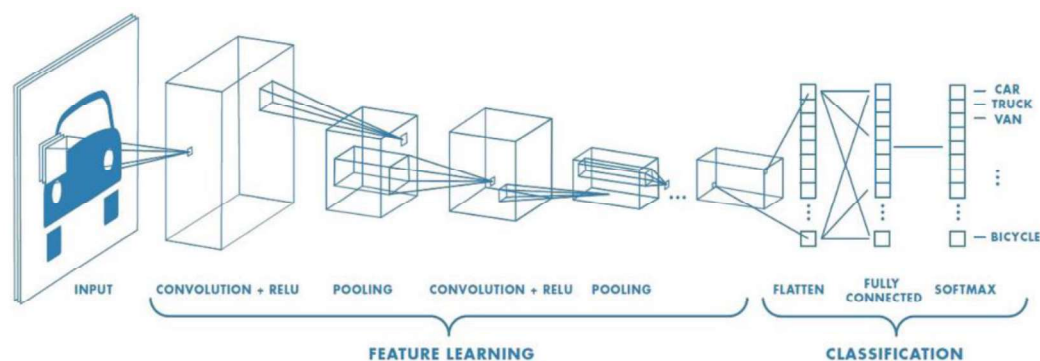 CAR
TRUCK
VAN
BICYCLE
INPUT
CONVOLUTION + RELU
POOLING
CONVOLUTION + RELU
POOLING
FLATTEN
FULLY
CONNECTED
SOFTMAX
FEATURE LEARNING
CLASSIFICATION